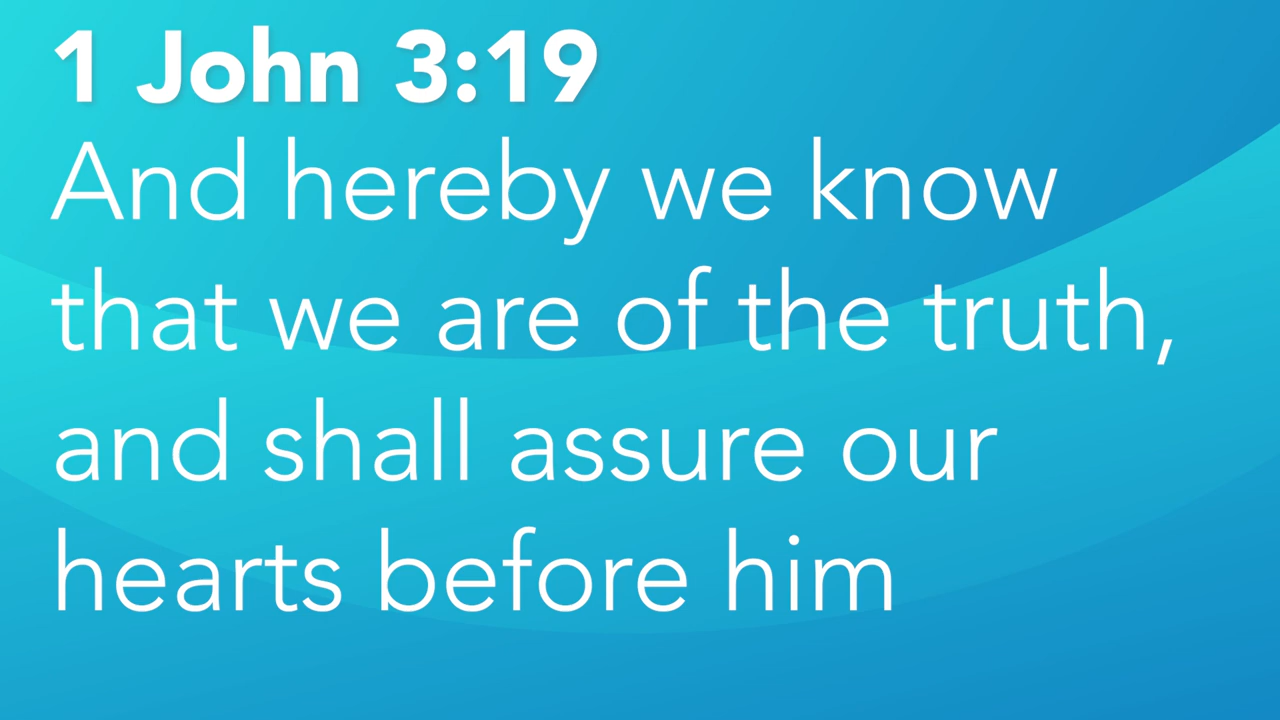 1 John 3:19
And hereby we know
that we are of the truth,
and shall assure our
hearts before him